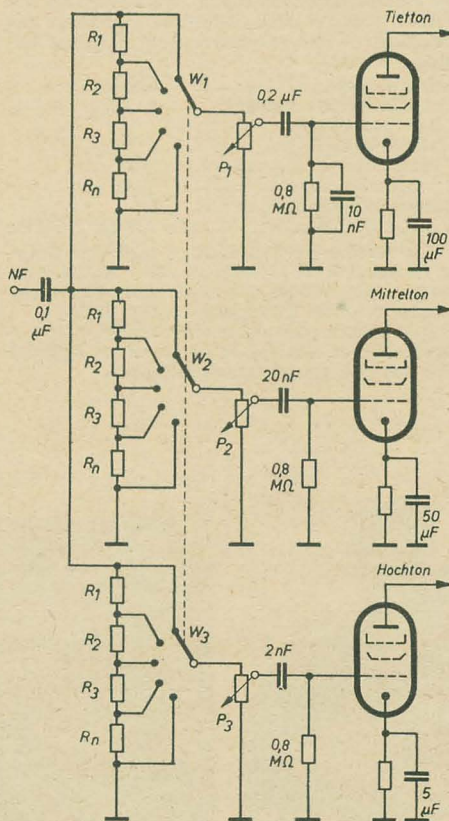 Tiefton
R1
W1
0,2 µF
R2
R3
P1
Rn
0,8
MΩ
10
nF
100
µF
NF
0,1
µF
Mittelton
R1
W2
R2
20 nF
R3
P2
Rn
0,8
MΩ
50
µF
Hochton
R1
W3
R2
2 nF
R3
P3
Rn
0,8
MΩ
5
µF